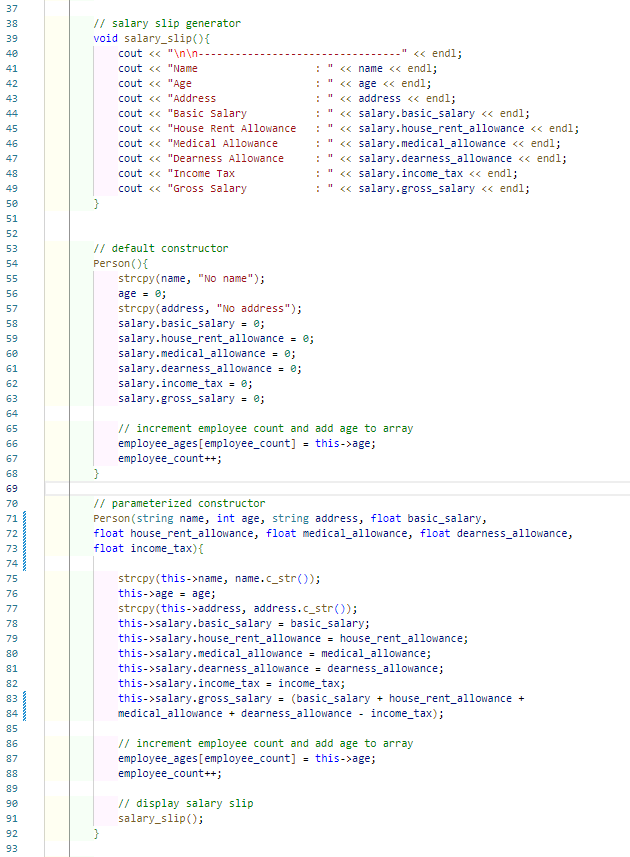 37
38 // salary slip generator
39 void salary_slip(){
40 cout << "\n\n---------------------------------" << endl;
41 cout << "Name : " << name << endl;
42 cout << "Age : " << age << endl;
43 cout << "Address : " << address << endl;
44 cout << "Basic Salary : " << salary.basic_salary << endl;
45 cout << "House Rent Allowance : " << salary.house_rent_allowance << endl;
46 cout << "Medical Allowance : " << salary.medical_allowance << endl;
47 cout << "Dearness Allowance : " << salary.dearness_allowance << endl;
48 cout << "Income Tax : " << salary.income_tax << endl;
49 cout << "Gross Salary : " << salary.gross_salary << endl;
50 }
51
52
53 // default constructor
54 Person(){
55 strcpy(name, "No name");
56 age = 0;
57 strcpy(address, "No address");
58 salary.basic_salary = 0;
59 salary.house_rent_allowance = 0;
60 salary.medical_allowance = 0;
61 salary.dearness_allowance = 0;
62 salary.income_tax = 0;
63 salary.gross_salary = 0;
64
65 // increment employee count and add age to array
66 employee_ages[employee_count] = this->age;
67 employee_count++;
68 }
69
70 // parameterized constructor
71 Person(string name, int age, string address, float basic_salary,
72 float house_rent_allowance, float medical_allowance, float dearness_allowance,
73 float income_tax){
74
75 strcpy(this->name, name.c_str());
76 this->age = age;
77 strcpy(this->address, address.c_str());
78 this->salary.basic_salary = basic_salary;
79 this->salary.house_rent_allowance = house_rent_allowance;
80 this->salary.medical_allowance = medical_allowance;
81 this->salary.dearness_allowance = dearness_allowance;
82 this->salary.income_tax = income_tax;
83 this->salary.gross_salary = (basic_salary + house_rent_allowance +
84 medical_allowance + dearness_allowance - income_tax);
85
86 // increment employee count and add age to array
87 employee_ages[employee_count] = this->age;
88 employee_count++;
89
90 // display salary slip
91 salary_slip();
92 }
93